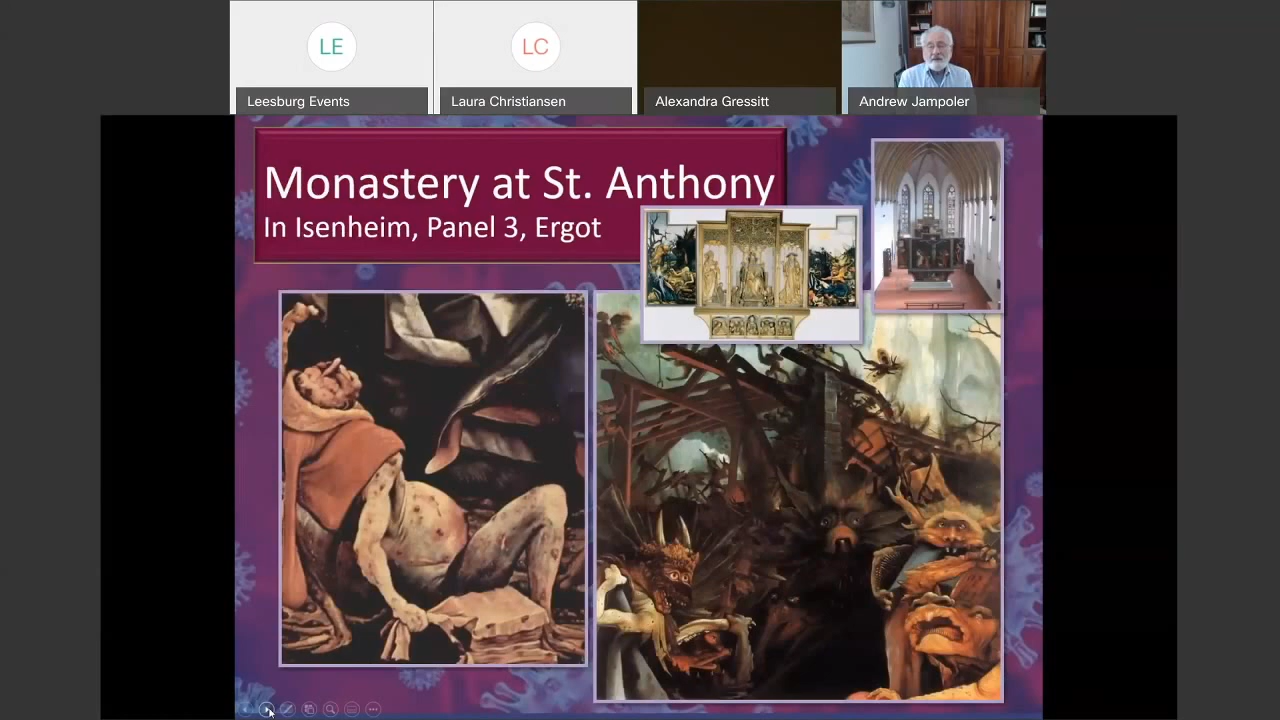 LE
LC
Leesburg Events
Laura Christiansen
Alexandra Gressitt
Andrew Jampoler
Monastery at St. Anthony
In Isenheim, Panel 3, Ergot